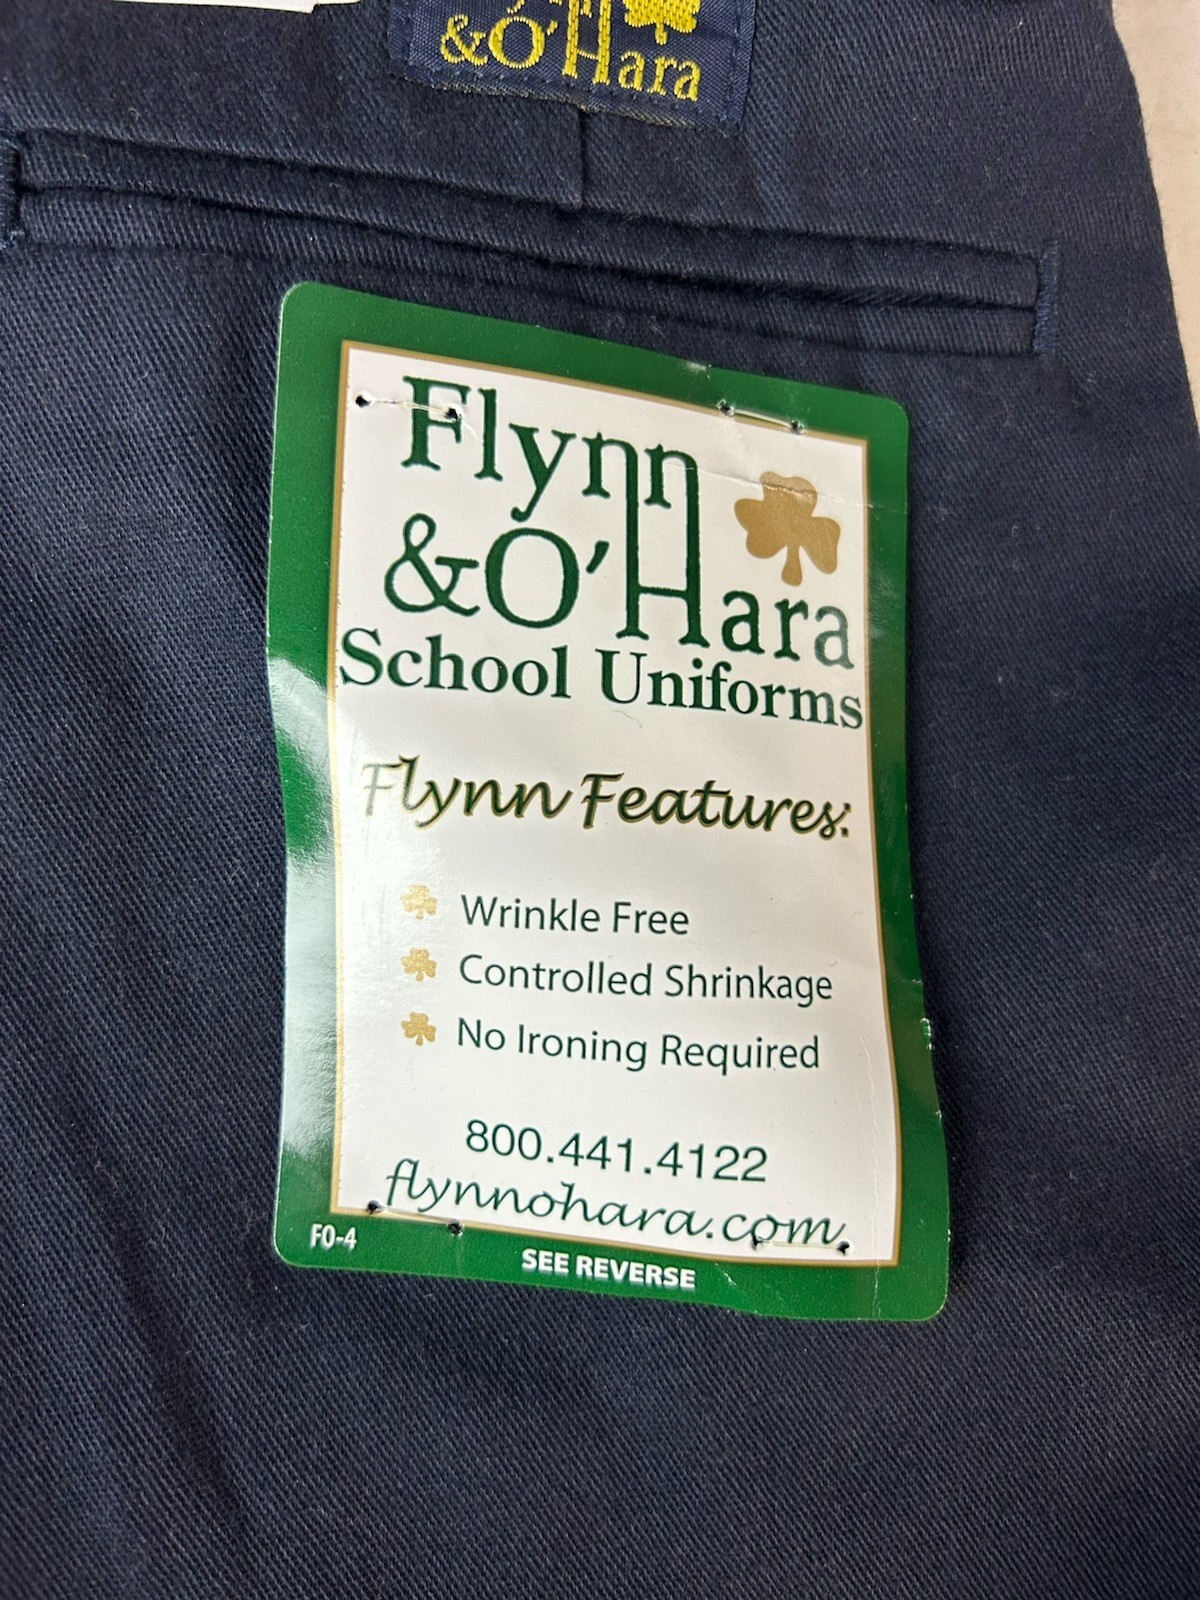 &O'Hara
Flynn
&O'Hara
School Uniforms
Flynn Features:
Wrinkle Free
Controlled Shrinkage
No Ironing Required
800.441.4122
flynnohara.com
FO-4
SEE REVERSE